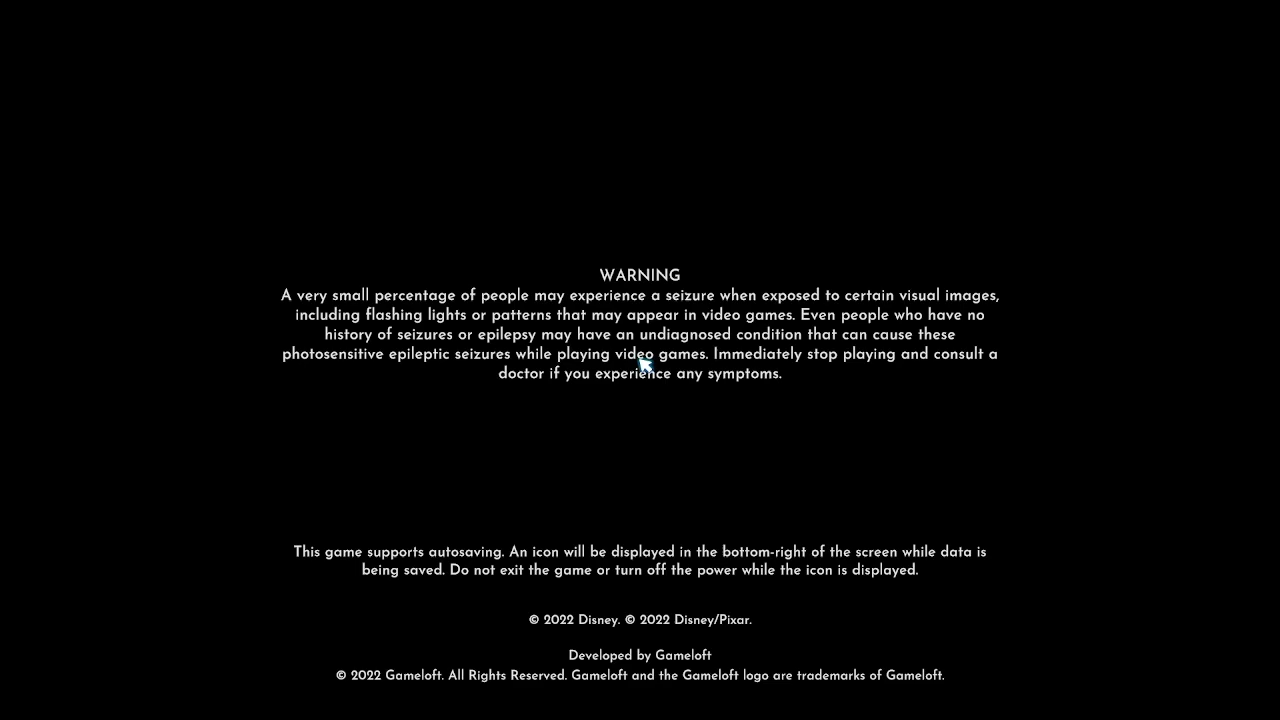 WARNING
A very small percentage of people may experience a seizure when exposed to certain visual images,
including flashing lights or patterns that may appear in video games. Even people who have no
history of seizures or epilepsy may have an undiagnosed condition that can cause these
photosensitive epileptic seizures while playing video games. Immediately stop playing and consult a
doctor if you experience any symptoms.
This game supports autosaving. An icon will be displayed in the bottom-right of the screen while data is
being saved. Do not exit the game or turn off the power while the icon is displayed.
© 2022 Disney. © 2022 Disney/Pixar.
Developed by Gameloft
© 2022 Gameloft. All Rights Reserved. Gameloft and the Gameloft logo are trademarks of Gameloft.